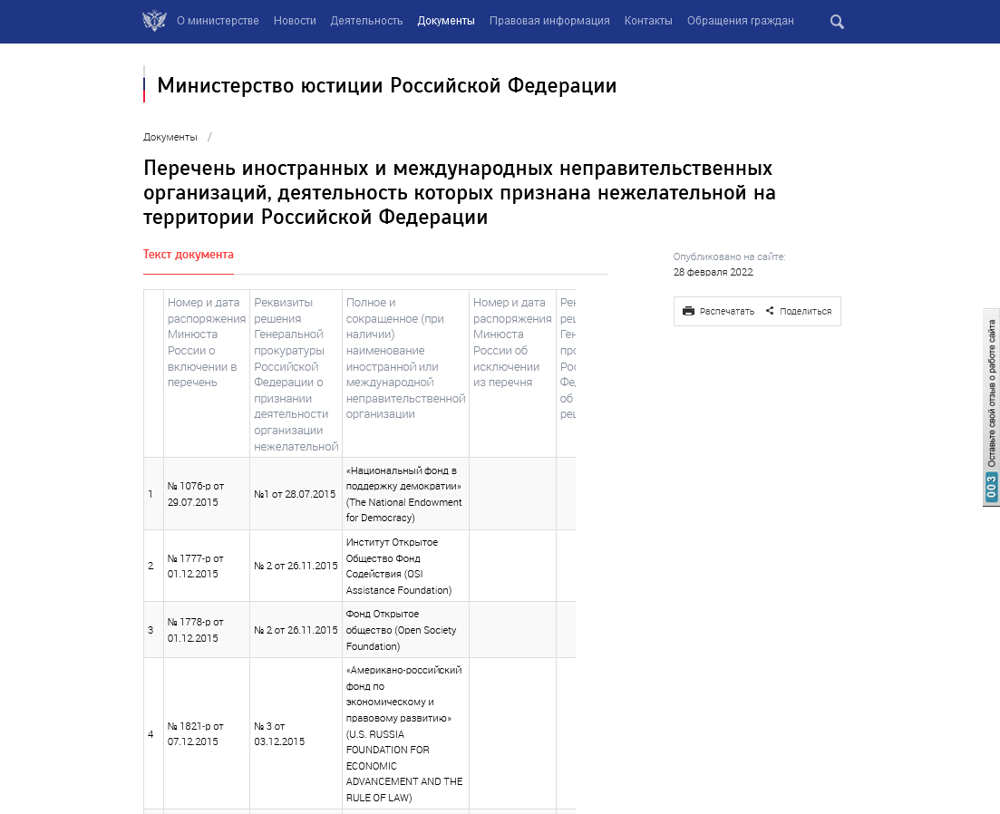 О министерстве Новости Деятельность Документы Правовая информация Контакты Обращения граждан
Министерство юстиции Российской Федерации
Документы /
Перечень иностранных и международных неправительственных
организаций, деятельность которых признана нежелательной на
территории Российской Федерации
Текст документа
Опубликовано на сайте:
28 февраля 2022
Распечатать Поделиться
Номер и дата
распоряжения
Минюста
России о
включении в
перечень
Реквизиты
решения
Генеральной
прокуратуры
Российской
Федерации о
признании
деятельности
организации
нежелательной
Полное и
сокращенное (при
наличии)
наименование
иностранной или
международной
неправительственной
организации
Номер и дата
распоряжения
Минюста
России об
исключении
из перечня
об
1
№ 1076-р от
29.07.2015
№1 от 28.07.2015
«Национальный фонд в
поддержку демократии»
(The National Endowment
for Democracy)
2
№ 1777-р от
01.12.2015
№ 2 от 26.11.2015
Институт Открытое
Общество Фонд
Содействия (OSI
Assistance Foundation)
3
№ 1778-р от
01.12.2015
№ 2 от 26.11.2015
Фонд Открытое
общество (Open Society
Foundation)
4
№ 1821-р от
07.12.2015
№ 3 от
03.12.2015
«Американо-российский
фонд по
экономическому и
правовому развитию»
(U.S. RUSSIA
FOUNDATION FOR
ECONOMIC
ADVANCEMENT AND THE
RULE OF LAW)
Оставьте свой отзыв о работе сайта
003